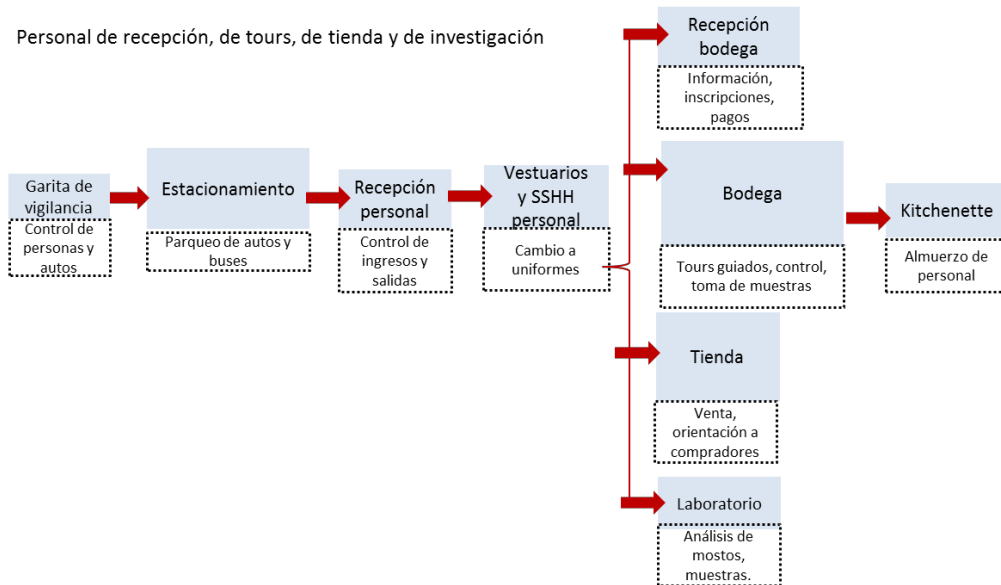 Personal de recepción, de tours, de tienda y de investigación
Garita de
vigilancia
Control de
personas y
autos
Estacionamiento
Parqueo de autos y
buses
Recepción
personal
Control de
ingresos y
salidas
Vestuarios
y SSHH
personal
Cambio a
uniformes
Recepción
bodega
Información,
inscripciones,
pagos
Bodega
Tours guiados, control,
toma de muestras
Kitchenette
Almuerzo de
personal
Tienda
Venta,
orientación a
compradores
Laboratorio
Análisis de
mostos,
muestras.